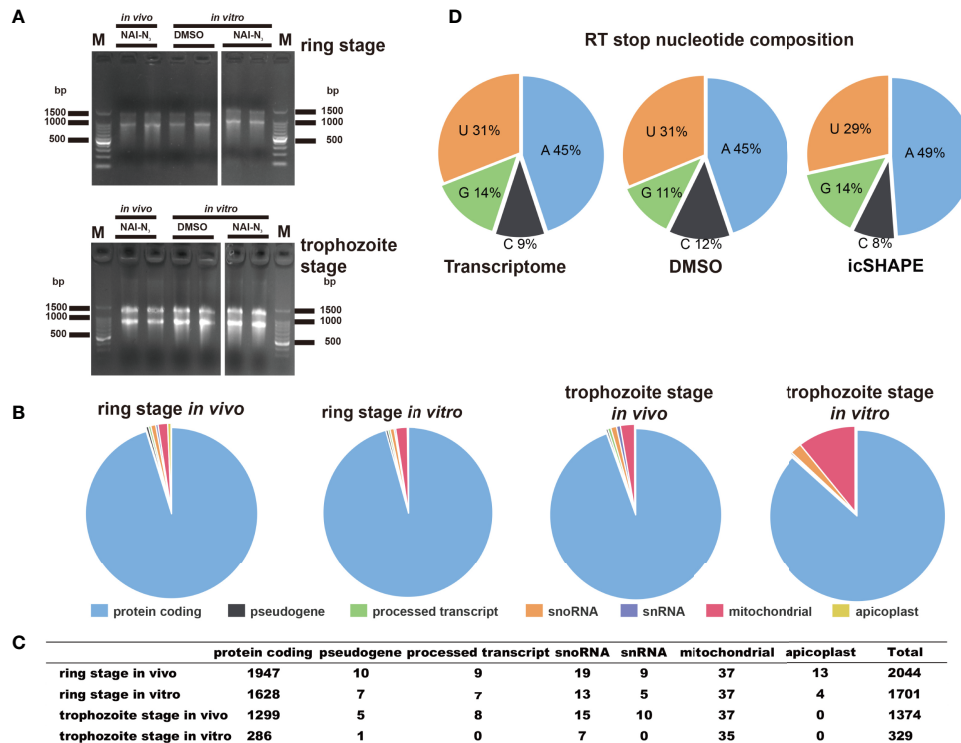 A
in vivo
in vitro
M
NAI-N3
DMSO
NAI-N3
M
ring stage
bp
bp
1500
1000
500
1500
1000
500
in vivo
in vitro
M
NAI-N3
DMSO
NAI-N3
M
trophozoite
stage
bp
bp
1500
1000
500
1500
1000
500
D
RT stop nucleotide composition
U 31%
A 45%
G 14%
C 9%
Transcriptome
U 31%
A 45%
G 11%
C 12%
DMSO
U 29%
A 49%
G 14%
C 8%
icSHAPE
B
ring stage in vivo
ring stage in vitro
trophozoite stage
in vivo
trophozoite stage
in vitro
protein coding
pseudogene
processed transcript
snoRNA
snRNA
mitochondrial
apicoplast
C
protein coding pseudogene processed transcript snoRNA snRNA mitochondrial apicoplast Total
ring stage in vivo 1947 10 9 19 9 37 13 2044
ring stage in vitro 1628 7 7 13 5 37 4 1701
trophozoite stage in vivo 1299 5 8 15 10 37 0 1374
trophozoite stage in vitro 286 1 0 7 0 35 0 329